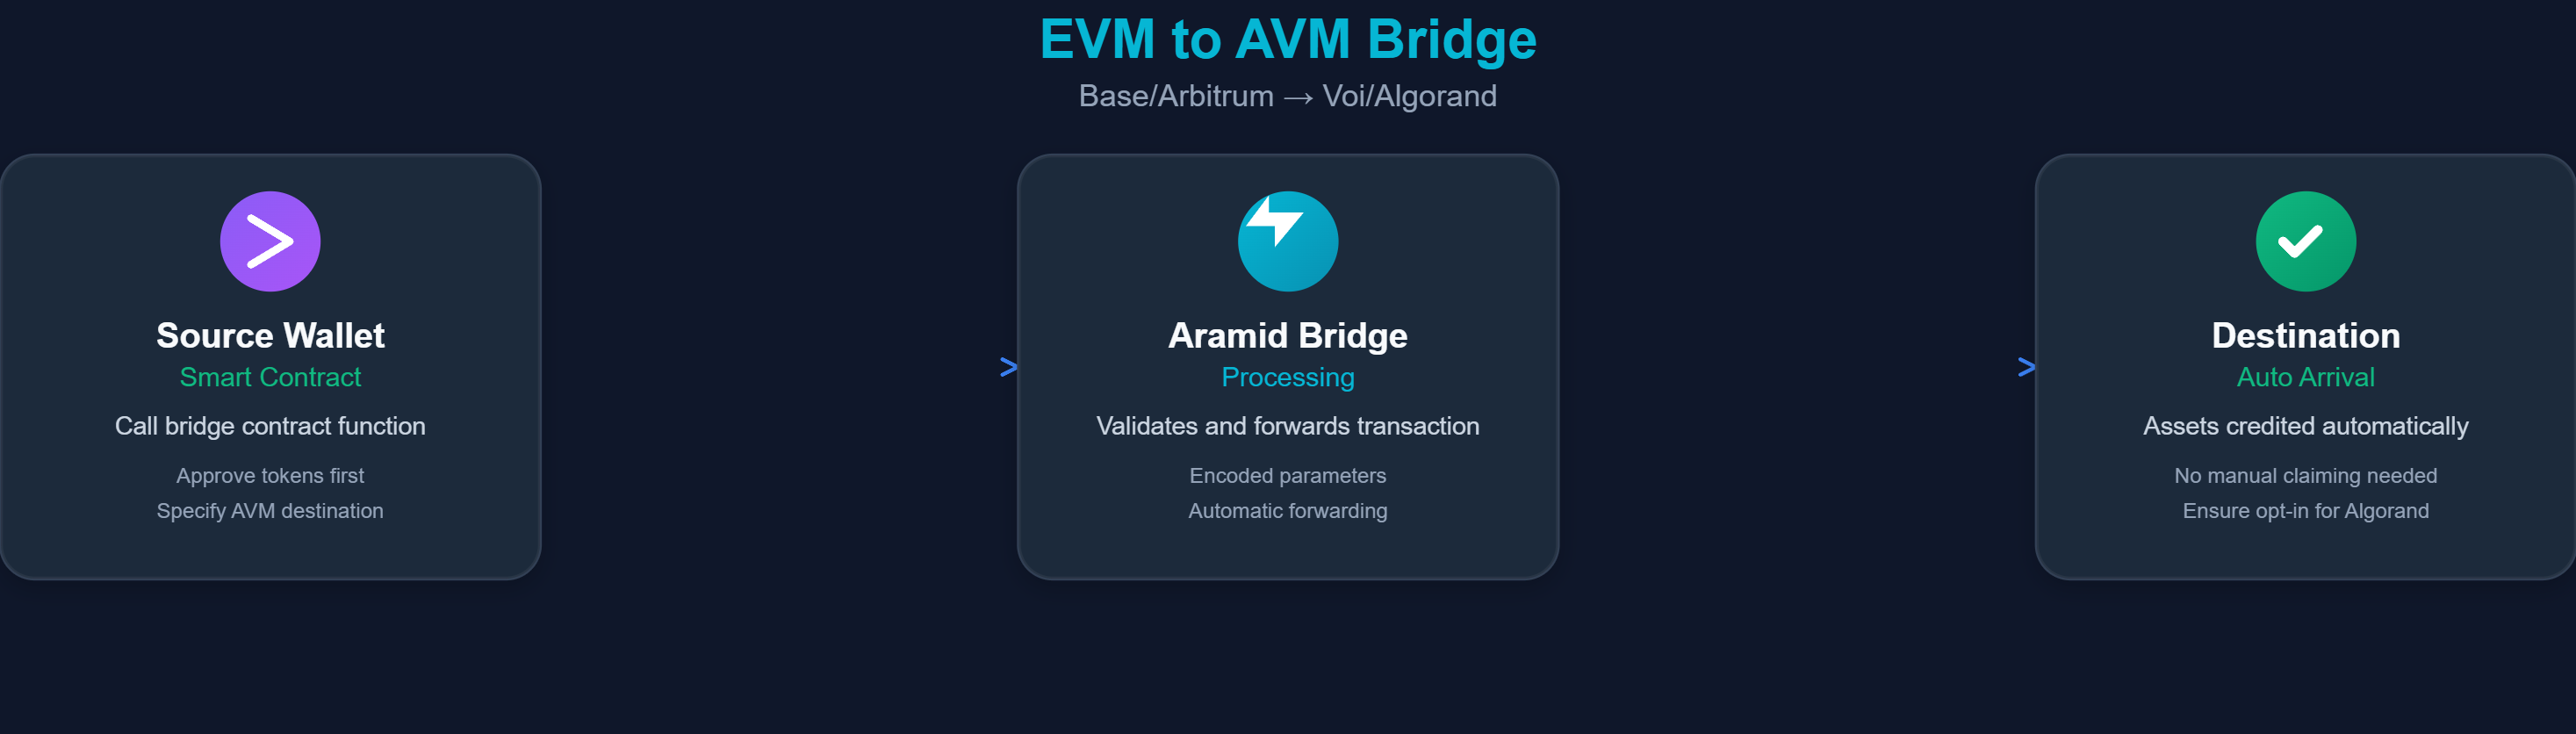 EVM to AVM Bridge
Base/Arbitrum → Voi/Algorand
Source Wallet
Smart Contract
Call bridge contract function
Approve tokens first
Specify AVM destination
Aramid Bridge
Processing
Validates and forwards transaction
Encoded parameters
Automatic forwarding
Destination
Auto Arrival
Assets credited automatically
No manual claiming needed
Ensure opt-in for Algorand